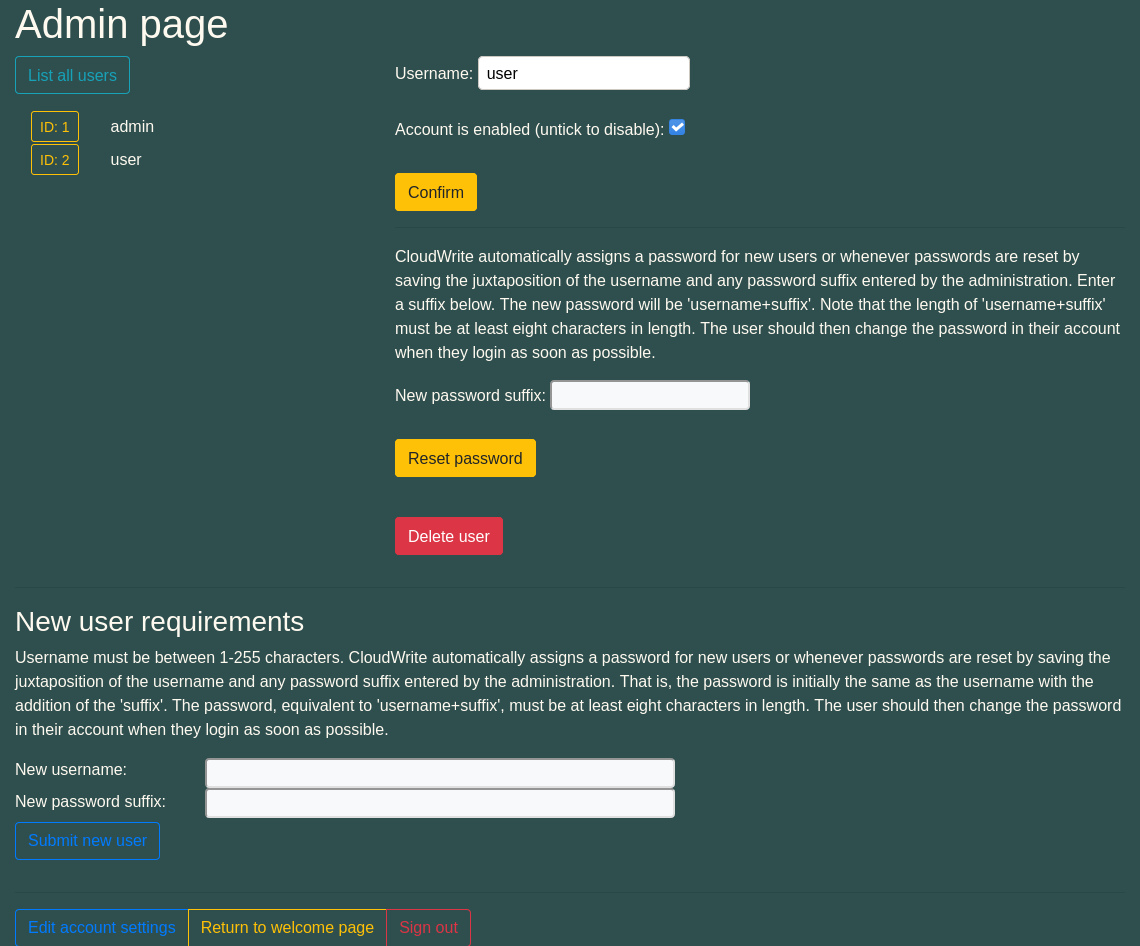 Admin page
List all users
ID: 1 admin
ID: 2 user
Username: user
Account is enabled (untick to disable):
Confirm
CloudWrite automatically assigns a password for new users or whenever passwords are reset by
saving the juxtaposition of the username and any password suffix entered by the administration. Enter
a suffix below. The new password will be 'username+suffix'. Note that the length of 'username+suffix'
must be at least eight characters in length. The user should then change the password in their account
when they login as soon as possible.
New password suffix:
Reset password
Delete user
New user requirements
Username must be between 1-255 characters. CloudWrite automatically assigns a password for new users or whenever passwords are reset by saving the
juxtaposition of the username and any password suffix entered by the administration. That is, the password is initially the same as the username with the
addition of the 'suffix'. The password, equivalent to 'username+suffix', must be at least eight characters in length. The user should then change the password
in their account when they login as soon as possible.
New username:
New password suffix:
Submit new user
Edit account settings Return to welcome page Sign out